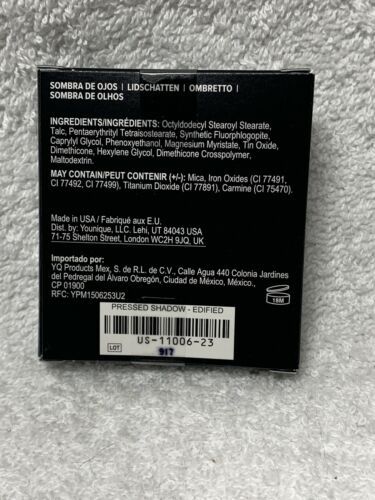 SOMBRA DE OJOS | LIDSCHATTEN | OMBRETTO |
SOMBRA DE OLHOS
INGREDIENTS/INGRÉDIENTS: Octyldodecyl Stearoyl Stearate,
Talc, Pentaerythrityl Tetraisostearate, Synthetic Fluorphlogopite,
Caprylyl Glycol, Phenoxyethanol, Magnesium Myristate, Tin Oxide,
Dimethicone, Hexylene Glycol, Dimethicone Crosspolymer,
Maltodextrin.
MAY CONTAIN/PEUT CONTENIR (+/-): Mica, Iron Oxides (CI 77491,
CI 77492, CI 77499), Titanium Dioxide (CI 77891), Carmine (CI 75470).
Made in USA / Fabriqué aux E.U.
Dist. by: Younique, LLC. Lehi, UT 84043 USA
71-75 Shelton Street, London WC2H 9JQ, UK
Importado por:
YQ Products Mex, S. de R.L. de C.V., Calle Agua 440 Colonia Jardines
del Pedregal del Álvaro Obregón, Ciudad de México, México.,
CP 01900
RFC: YPM1506253U2
18M
PRESSED SHADOW - EDIFIED
US-11006-23
LOT
917